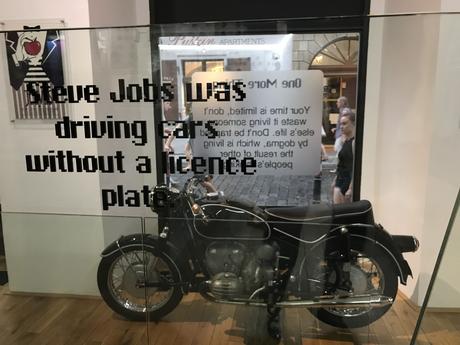 APARTMENTS
Steve Jobs was
driving cars
without a licence
plate
One More
Your time is limited, don't
waste it living someone
else's life. Don't be
by dogma, which is living
the result of other
people's